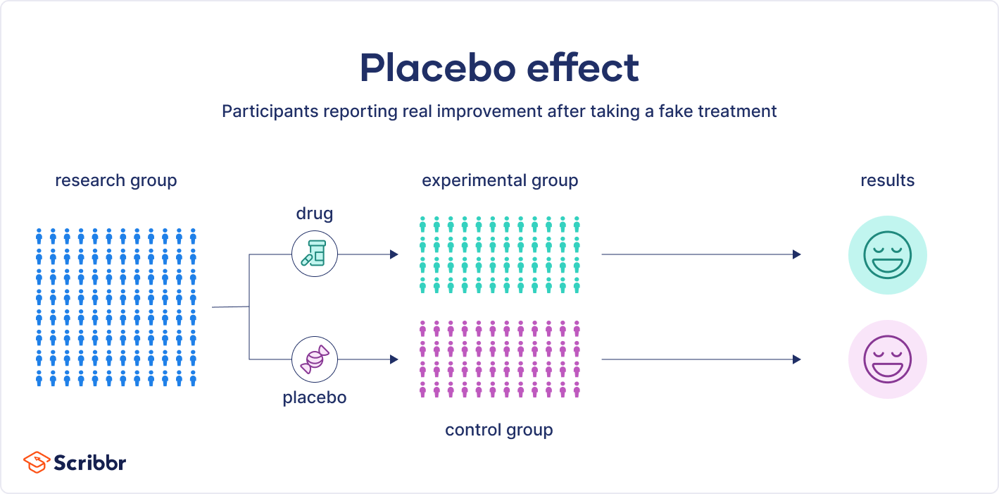 Placebo effect
Participants reporting real improvement after taking a fake treatment
research group
drug
placebo
experimental group
control group
results
Scribbr